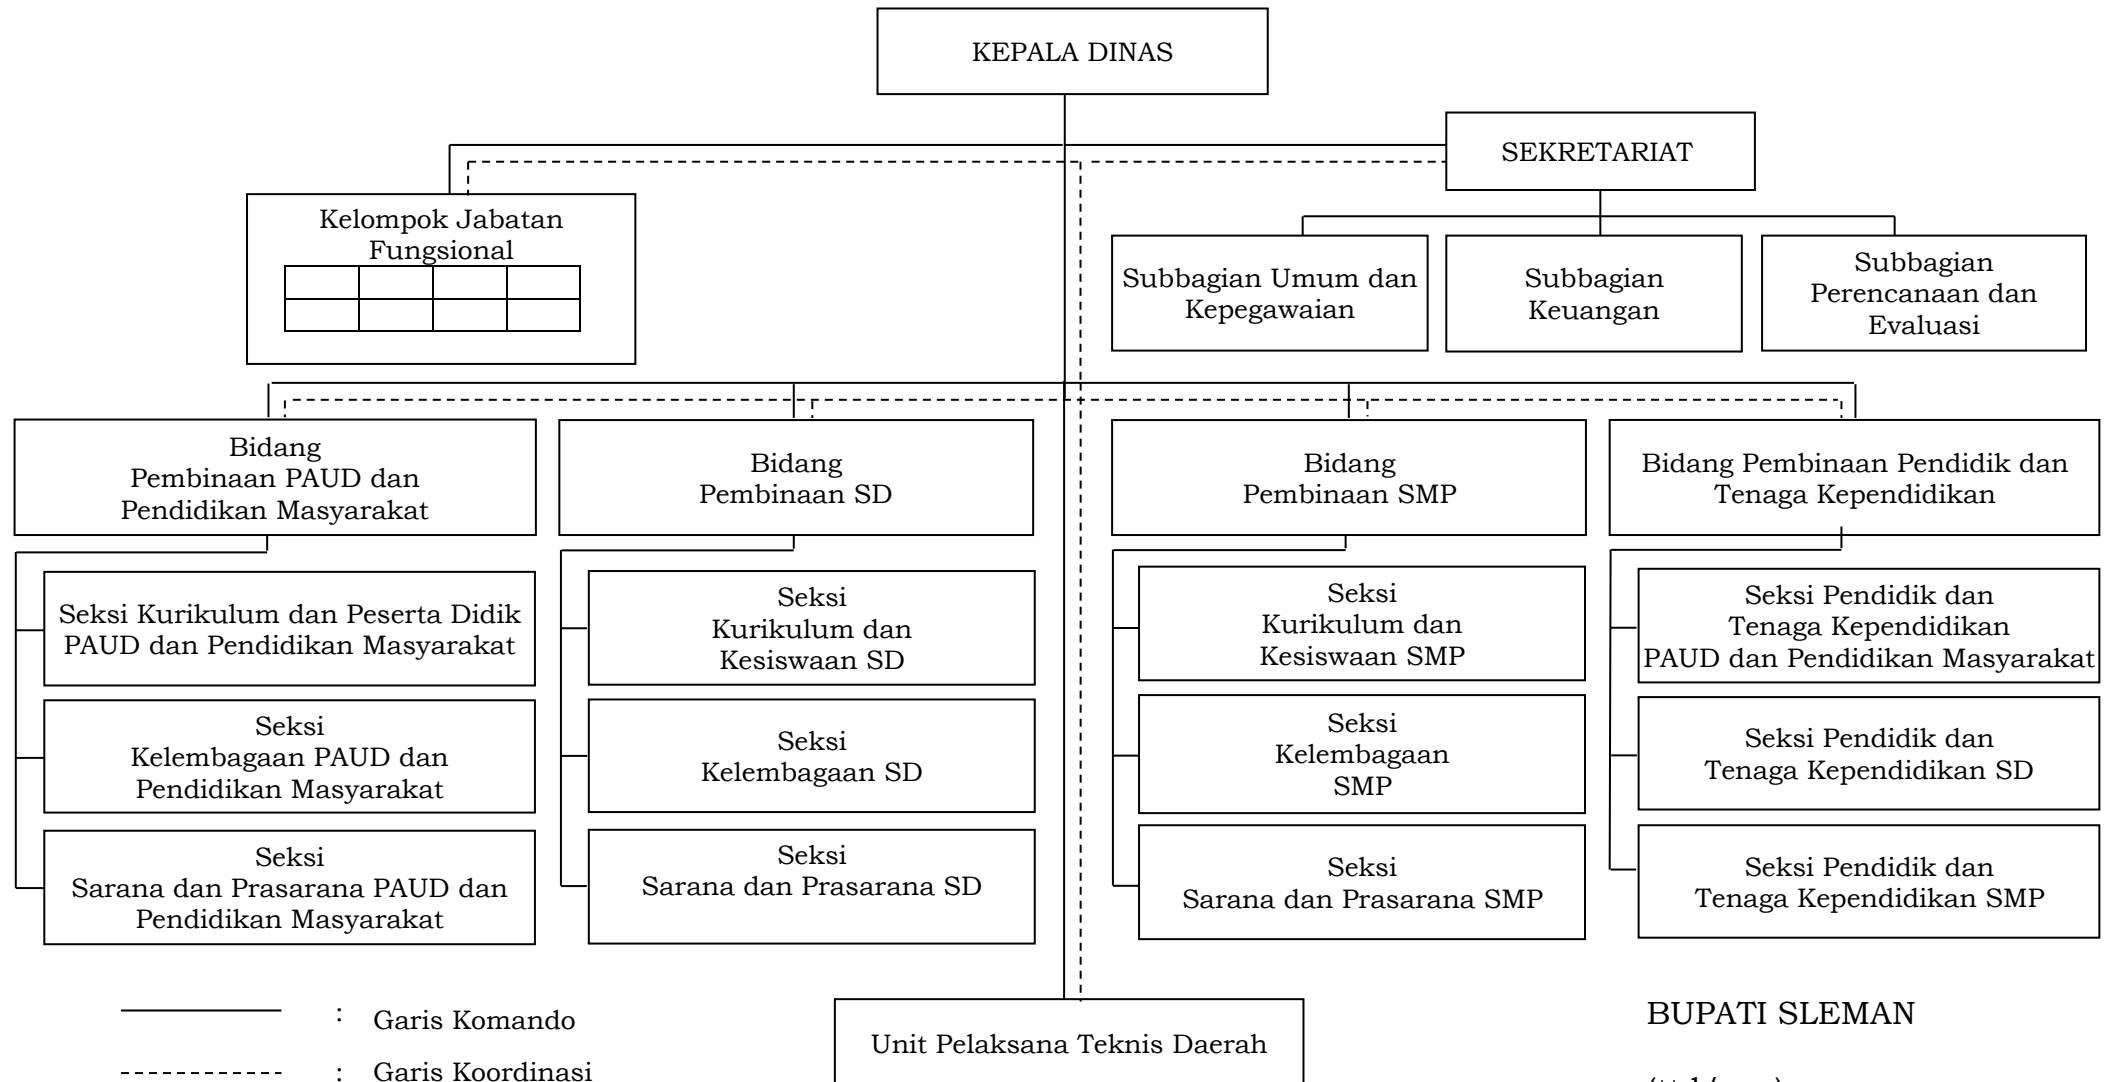 KEPALA DINAS
SEKRETARIAT
Kelompok Jabatan
Fungsional
Subbagian Umum dan
Kepegawaian
Subbagian
Keuangan
Subbagian
Perencanaan dan
Evaluasi
Bidang
Pembinaan PAUD dan
Pendidikan Masyarakat
Bidang
Pembinaan SD
Bidang
Pembinaan SMP
Bidang Pembinaan Pendidik dan
Tenaga Kependidikan
Seksi Kurikulum dan Peserta Didik
PAUD dan Pendidikan Masyarakat
Seksi
Kelembagaan PAUD dan
Pendidikan Masyarakat
Seksi
Sarana dan Prasarana PAUD dan
Pendidikan Masyarakat
Seksi
Kurikulum dan
Kesiswaan SD
Seksi
Kelembagaan SD
Seksi
Sarana dan Prasarana SD
Seksi
Kurikulum dan
Kesiswaan SMP
Seksi
Kelembagaan
SMP
Seksi
Sarana dan Prasarana SMP
Seksi Pendidik dan
Tenaga Kependidikan
PAUD dan Pendidikan Masyarakat
Seksi Pendidik dan
Tenaga Kependidikan SD
Seksi Pendidik dan
Tenaga Kependidikan SMP
: Garis Komando
: Garis Koordinasi
Unit Pelaksana Teknis Daerah
BUPATI SLEMAN